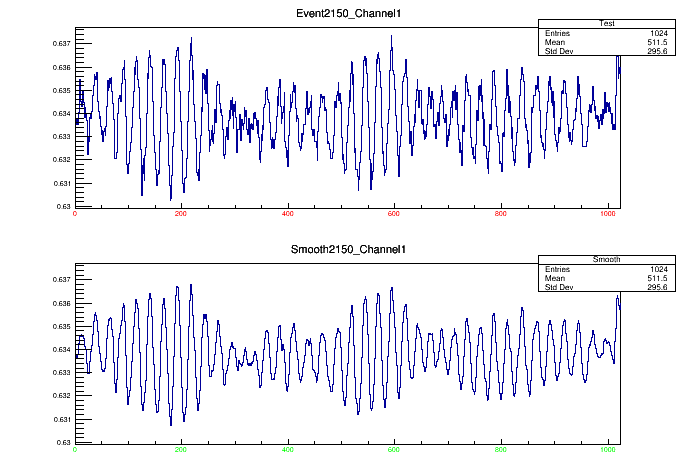 Event2150_Channel1
Test
Entries 1024
Mean 511.5
Std Dev 295.6
0.637
0.636
0.635
0.634
0.633
0.632
0.631
0.63
0 200 400 600 800 1000
Smooth2150_Channel1
Smooth
Entries 1024
Mean 511.5
Std Dev 295.6
0.637
0.636
0.635
0.634
0.633
0.632
0.631
0.63
0 200 400 600 800 1000